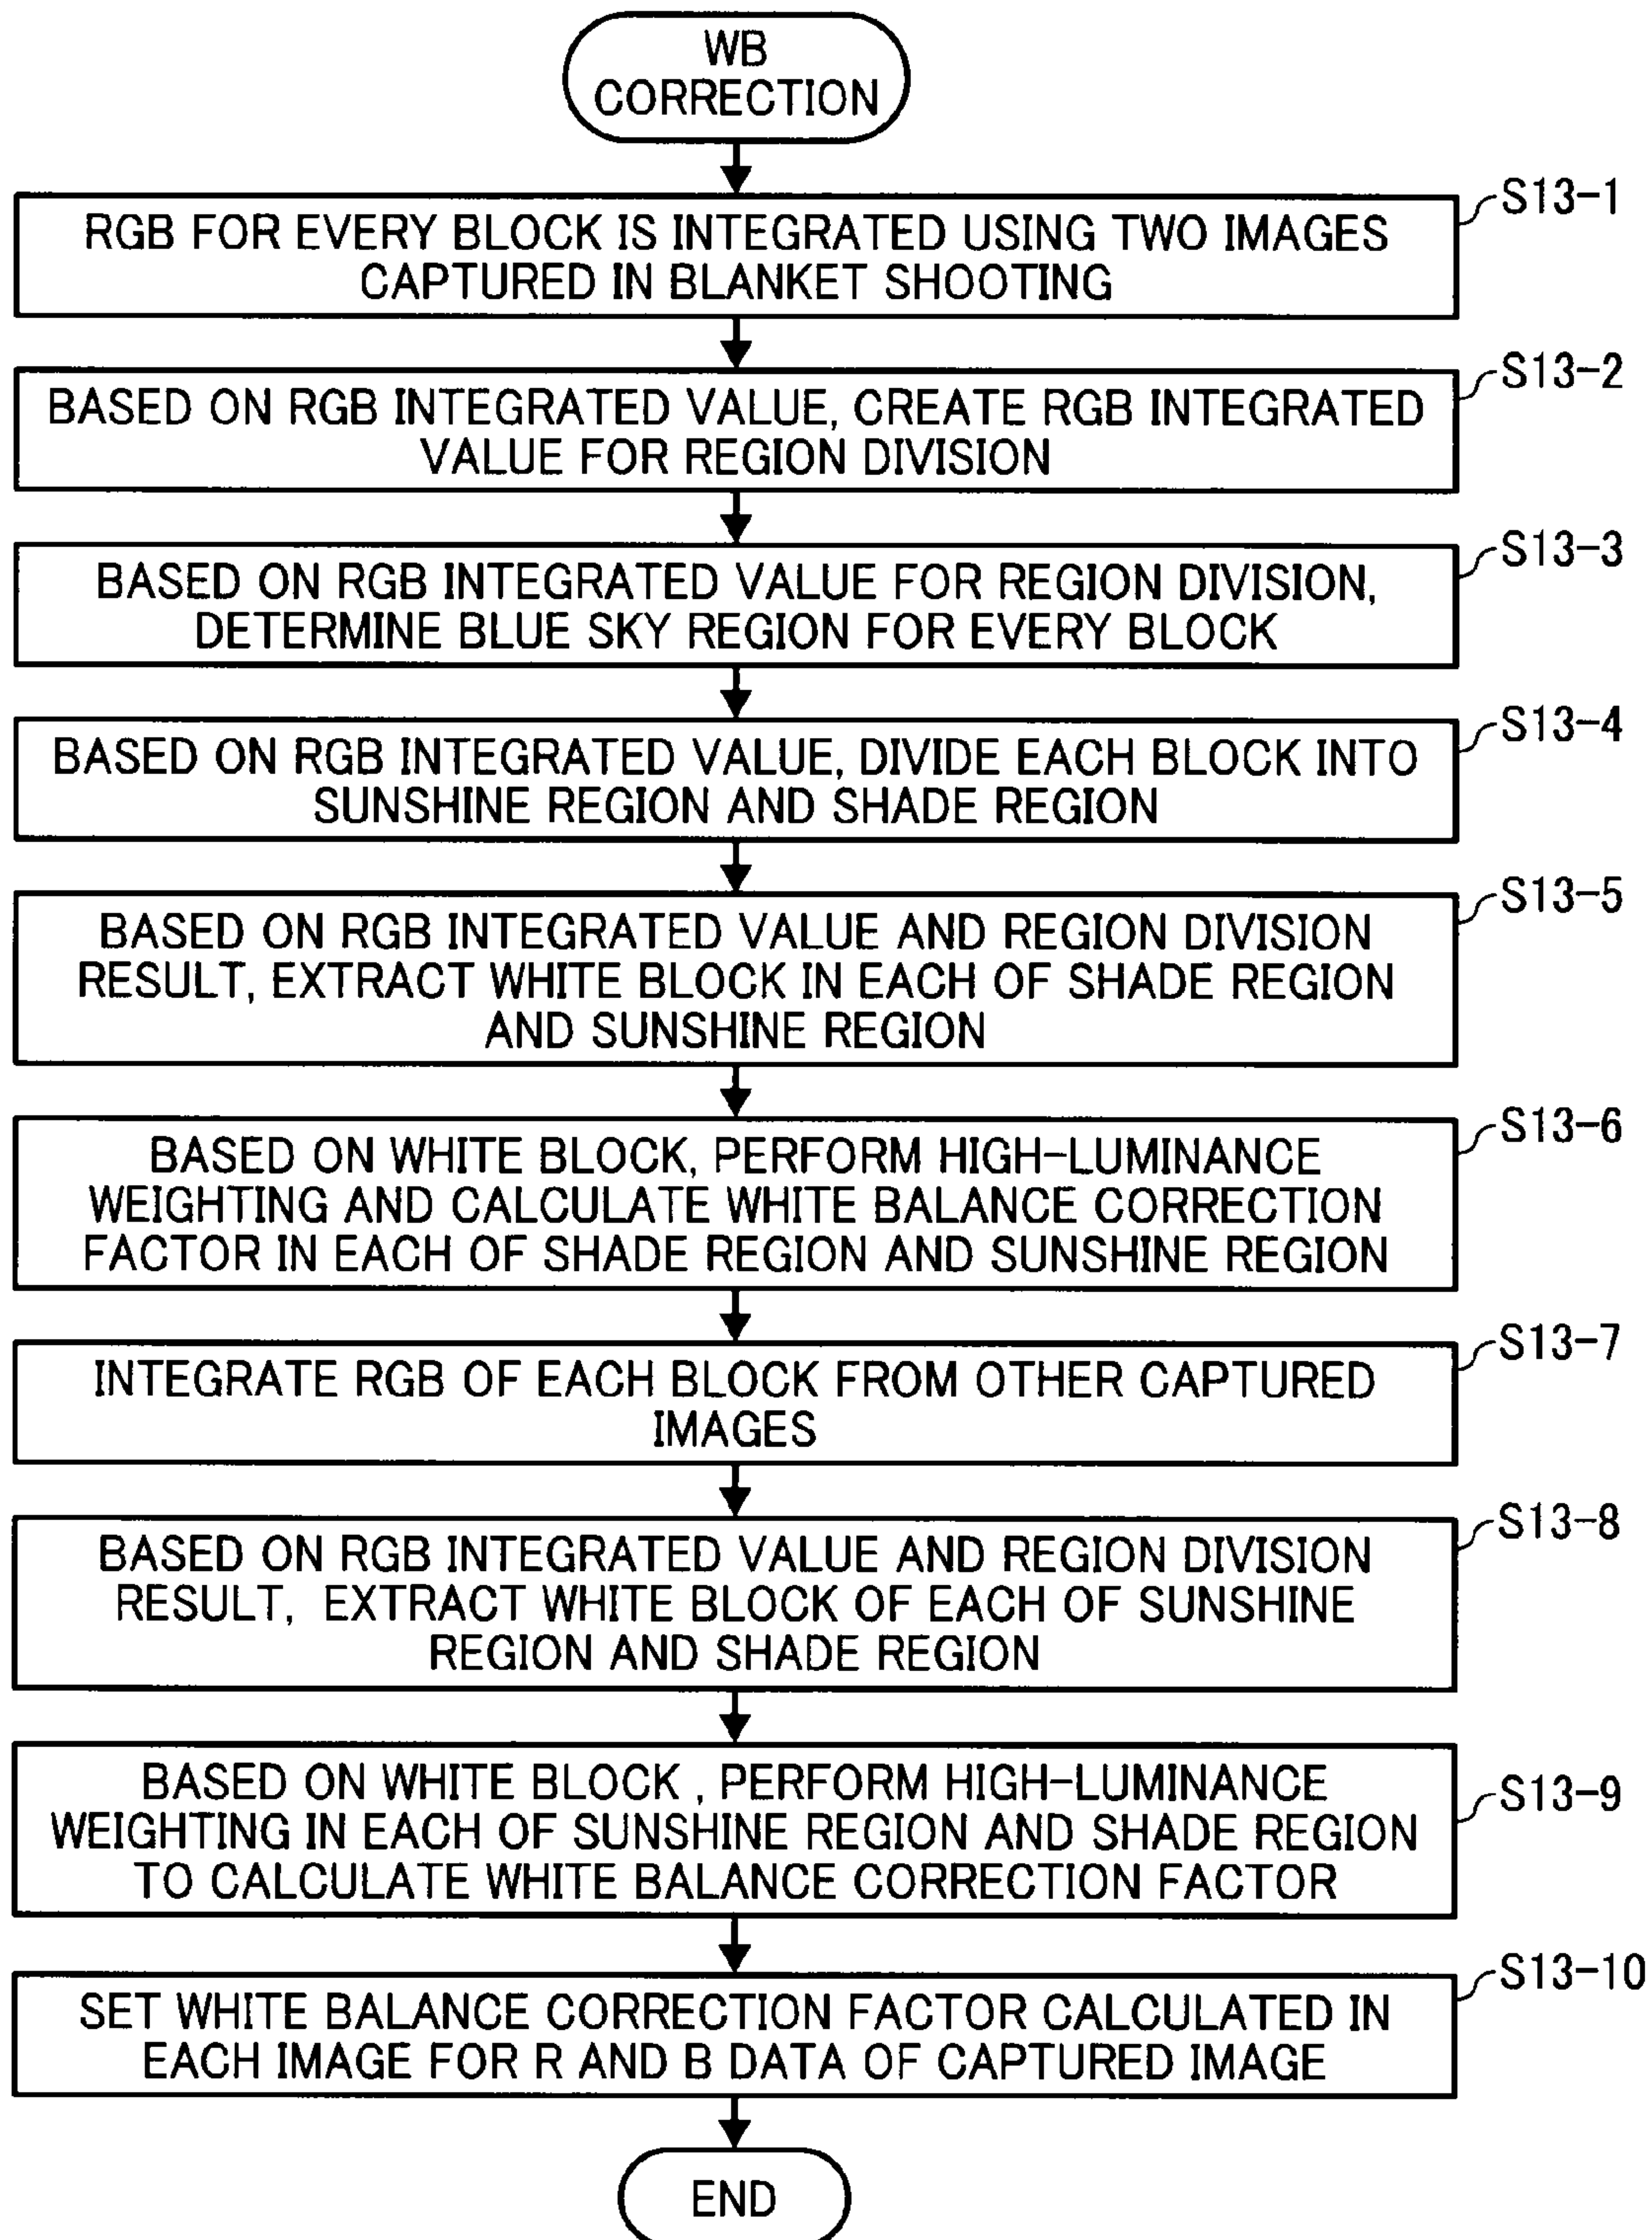 WB
CORRECTION
S13-1
RGB FOR EVERY BLOCK IS INTEGRATED USING TWO IMAGES
CAPTURED IN BLANKET SHOOTING
S13-2
BASED ON RGB INTEGRATED VALUE, CREATE RGB INTEGRATED
VALUE FOR REGION DIVISION
S13-3
BASED ON RGB INTEGRATED VALUE FOR REGION DIVISION,
DETERMINE BLUE SKY REGION FOR EVERY BLOCK
S13-4
BASED ON RGB INTEGRATED VALUE, DIVIDE EACH BLOCK INTO
SUNSHINE REGION AND SHADE REGION
S13-5
BASED ON RGB INTEGRATED VALUE AND REGION DIVISION
RESULT, EXTRACT WHITE BLOCK IN EACH OF SHADE REGION
AND SUNSHINE REGION
S13-6
BASED ON WHITE BLOCK, PERFORM HIGH-LUMINANCE
WEIGHTING AND CALCULATE WHITE BALANCE CORRECTION
FACTOR IN EACH OF SHADE REGION AND SUNSHINE REGION
S13-7
INTEGRATE RGB OF EACH BLOCK FROM OTHER CAPTURED
IMAGES
S13-8
BASED ON RGB INTEGRATED VALUE AND REGION DIVISION
RESULT, EXTRACT WHITE BLOCK OF EACH OF SUNSHINE
REGION AND SHADE REGION
S13-9
BASED ON WHITE BLOCK , PERFORM HIGH-LUMINANCE
WEIGHTING IN EACH OF SUNSHINE REGION AND SHADE REGION
TO CALCULATE WHITE BALANCE CORRECTION FACTOR
S13-10
SET WHITE BALANCE CORRECTION FACTOR CALCULATED IN
EACH IMAGE FOR R AND B DATA OF CAPTURED IMAGE
END